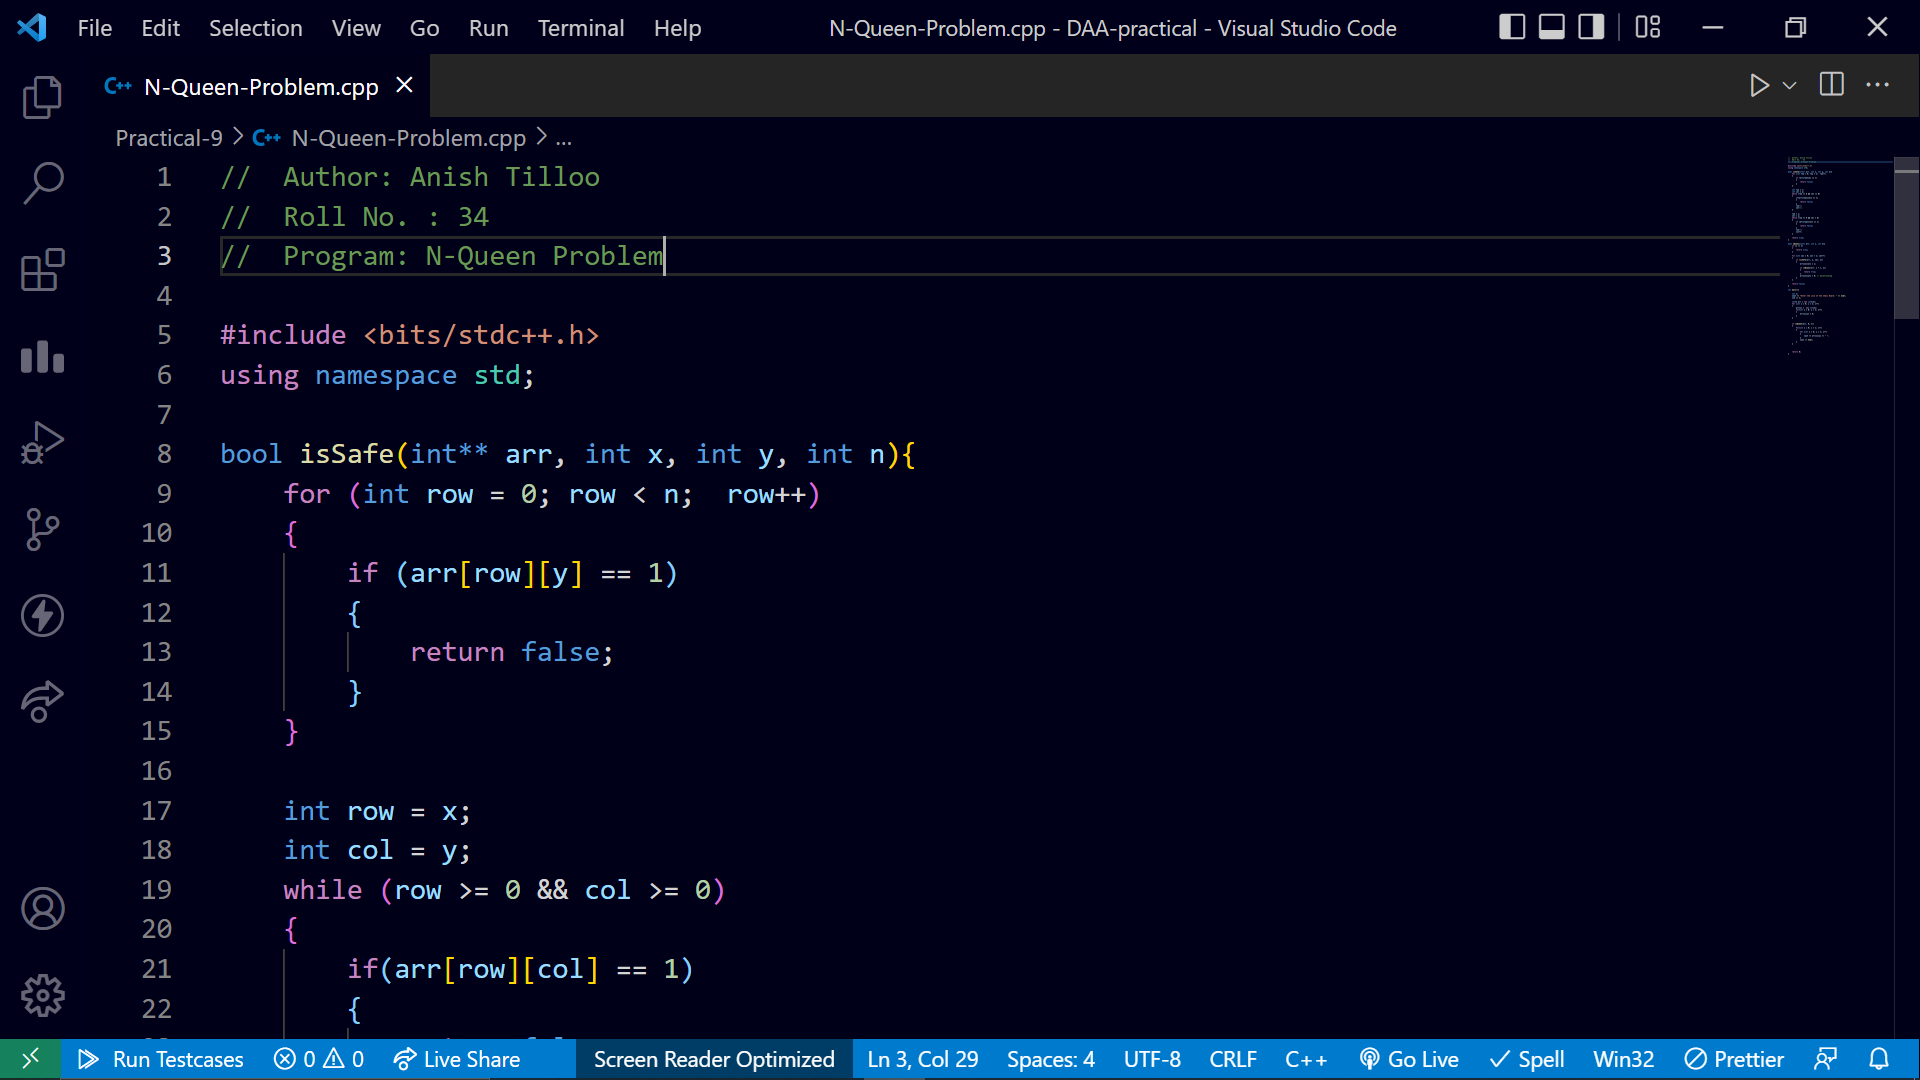 File Edit Selection View Go Run Terminal Help N-Queen-Problem.cpp - DAA-practical - Visual Studio Code
C++ N-Queen-Problem.cpp
Practical-9 > C++ N-Queen-Problem.cpp > ...
1 // Author: Anish Tilloo
2 // Roll No. : 34
3 // Program: N-Queen Problem
4
5 #include <bits/stdc++.h>
6 using namespace std;
7
8 bool isSafe(int** arr, int x, int y, int n){
9 for (int row = 0; row < n;  row++)
10 {
11 if (arr[row][y] == 1)
12 {
13 return false;
14 }
15 }
16
17 int row = x;
18 int col = y;
19 while (row >= 0 && col >= 0)
20 {
21 if(arr[row][col] == 1)
22 {
Run Testcases 0 0 Live Share Screen Reader Optimized Ln 3, Col 29 Spaces: 4 UTF-8 CRLF C++ Go Live Spell Win32 Prettier